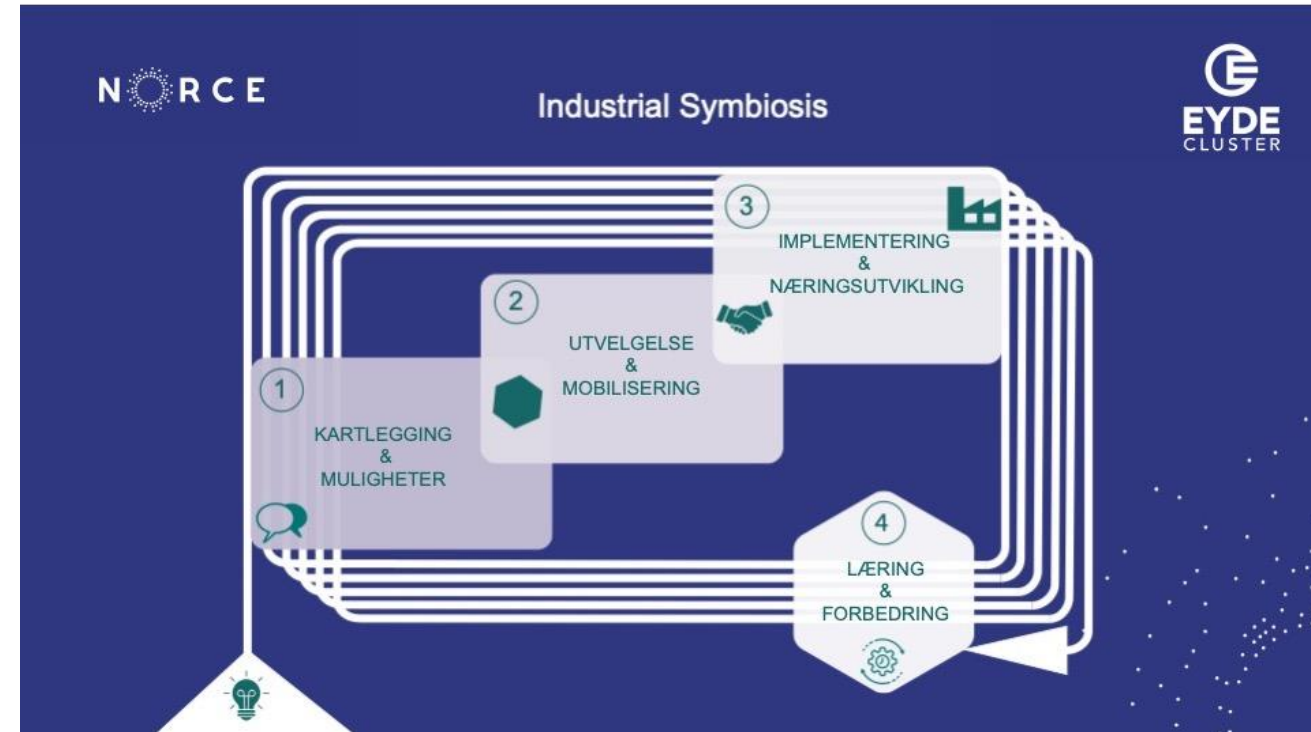 NORCE
Industrial Symbiosis
EYDE
CLUSTER
3
IMPLEMENTERING
&
NÆRINGSUTVIKLING
2
UTVELGELSE
&
MOBILISERING
1
KARTLEGGING
&
MULIGHETER
4
LÆRING
&
FORBEDRING